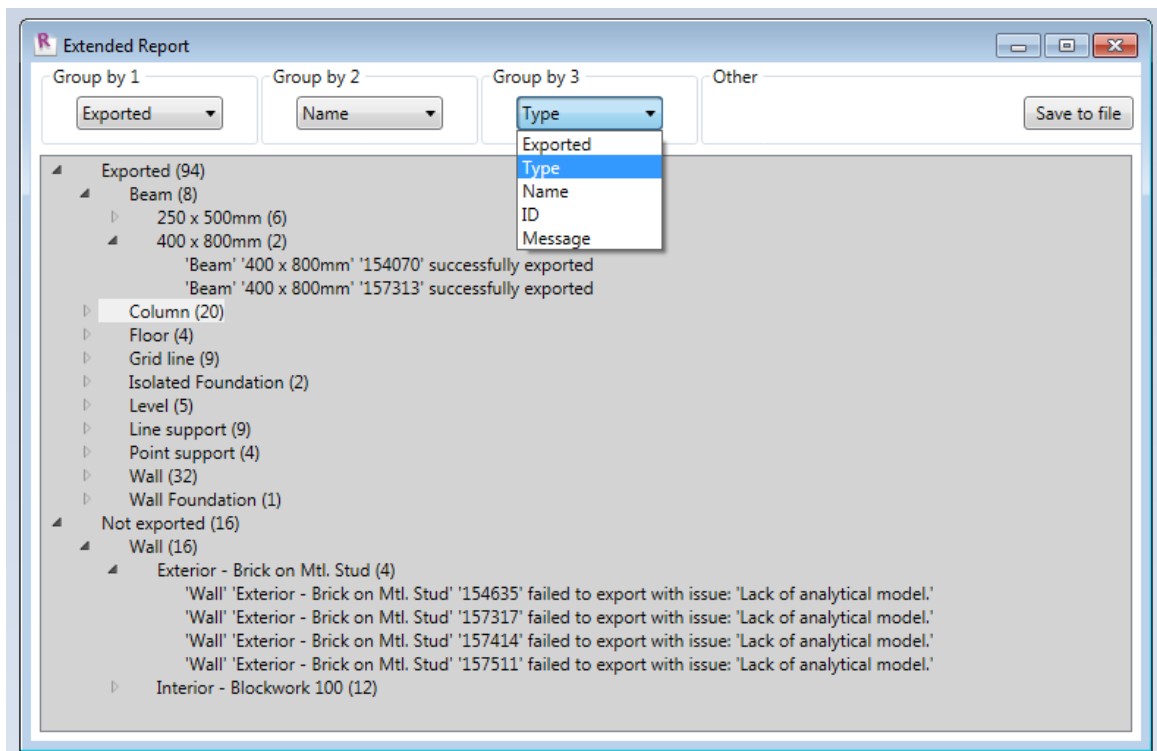 Extended Report
Group by 1
Group by 2
Group by 3
Other
Exported
Name
Type
Save to file
Exported
Type
Name
ID
Message
Exported (94)
Beam (8)
250 x 500mm (6)
400 x 800mm (2)
'Beam' '400 x 800mm' '154070' successfully exported
'Beam' '400 x 800mm' '157313' successfully exported
Column (20)
Floor (4)
Grid line (9)
Isolated Foundation (2)
Level (5)
Line support (9)
Point support (4)
Wall (32)
Wall Foundation (1)
Not exported (16)
Wall (16)
Exterior - Brick on Mtl. Stud (4)
'Wall' 'Exterior - Brick on Mtl. Stud' '154635' failed to export with issue: 'Lack of analytical model.'
'Wall' 'Exterior - Brick on Mtl. Stud' '157317' failed to export with issue: 'Lack of analytical model.'
'Wall' 'Exterior - Brick on Mtl. Stud' '157414' failed to export with issue: 'Lack of analytical model.'
'Wall' 'Exterior - Brick on Mtl. Stud' '157511' failed to export with issue: 'Lack of analytical model.'
Interior - Blockwork 100 (12)